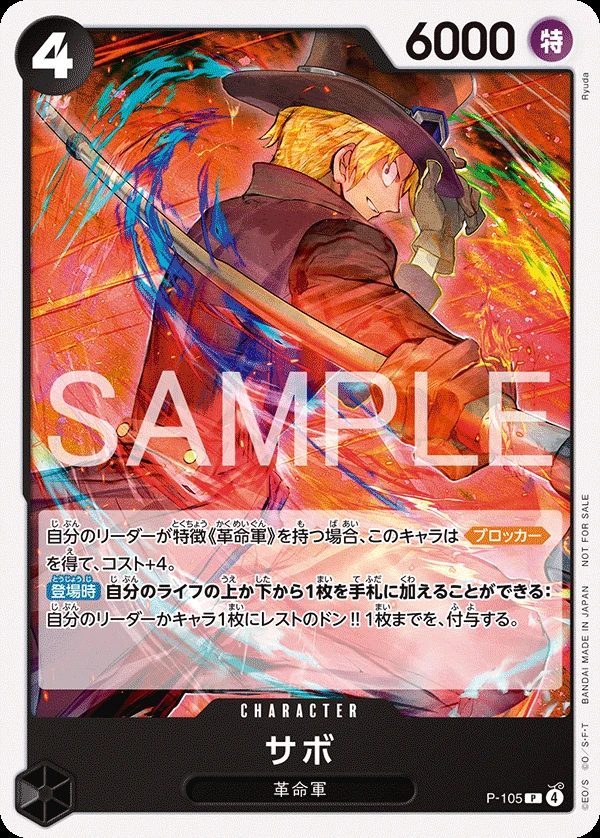 4
6000
特
Ryuda
SAMPLE
自分のリーダーが特徴《革命軍》を持つ場合、このキャラは ブロッカー
を得て、コスト+4。
登場時 自分のライフの上か下から1枚を手札に加えることができる:
自分のリーダーかキャラ1枚にレストのドン!!1枚までを、付与する。
CHARACTER
サボ
革命軍
P-105 P 4
©E.O/S ©O/S・F・T BANDAI MADE IN JAPAN NOT FOR SALE